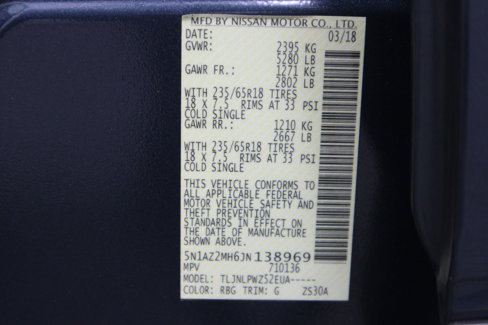 MFD BY NISSAN MOTOR CO., LTD.
DATE: 03/18
GVWR: 2395 KG
5280 LB
GAWR FR.: 1271 KG
2802 LB
WITH 235/65R18 TIRES
18 X 7.5 RIMS AT 33 PSI
COLD SINGLE
GAWR RR.: 1210 KG
2667 LB
WITH 235/65R18 TIRES
18 X 7.5 RIMS AT 33 PSI
COLD SINGLE
THIS VEHICLE CONFORMS TO
ALL APPLICABLE FEDERAL
MOTOR VEHICLE SAFETY AND
THEFT PREVENTION
STANDARDS IN EFFECT ON
THE DATE OF MANUFACTURE
SHOWN ABOVE.
5N1AZ2MH6JN138969
MPV 710136
MODEL: TLJNLPWZ52EUA-----
COLOR: RBG TRIM: G ZS30A